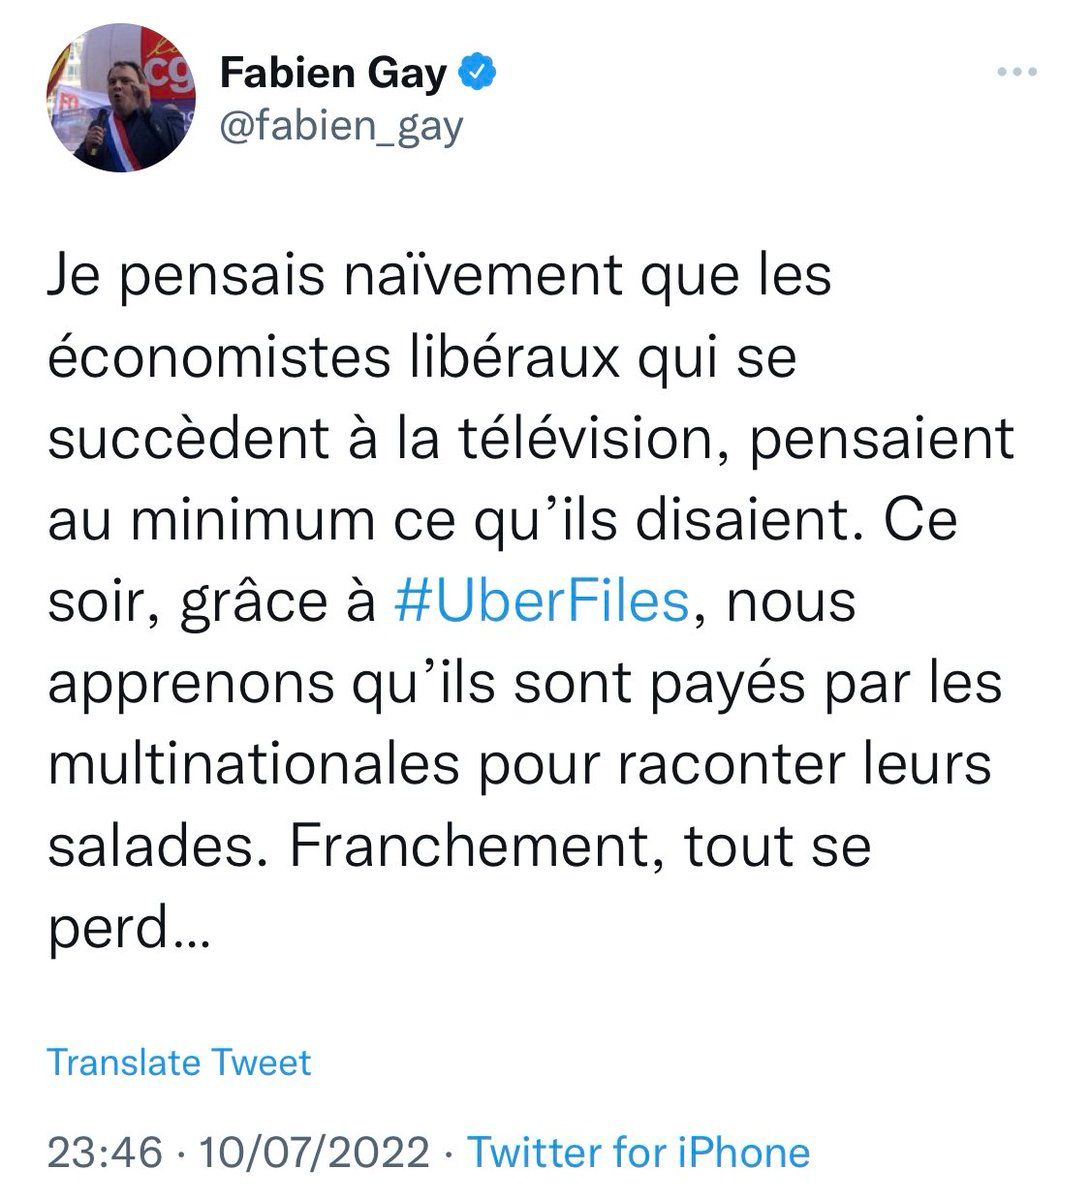 Fabien Gay
@fabien_gay
Je pensais naïvement que les
économistes libéraux qui se
succèdent à la télévision, pensaient
au minimum ce qu’ils disaient. Ce
soir, grâce à #UberFiles, nous
apprenons qu’ils sont payés par les
multinationales pour raconter leurs
salades. Franchement, tout se
perd…
Translate Tweet
23:46 · 10/07/2022 · Twitter for iPhone